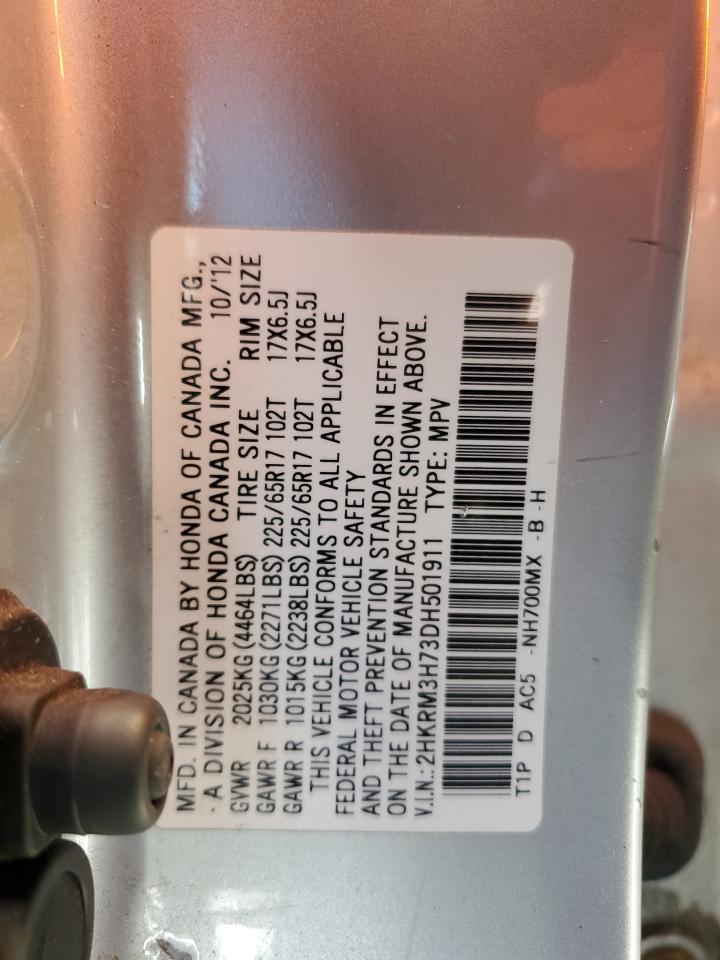 MFD. IN CANADA BY HONDA OF CANADA MFG.,
- A DIVISION OF HONDA CANADA INC. 10/'12
GVWR 2025KG(4464LBS) TIRE SIZE RIM SIZE
GAWR F 1030KG(2271LBS) 225/65R17 102T 17X6.5J
GAWR R 1015KG(2238LBS) 225/65R17 102T 17X6.5J
THIS VEHICLE CONFORMS TO ALL APPLICABLE
FEDERAL MOTOR VEHICLE SAFETY
AND THEFT PREVENTION STANDARDS IN EFFECT
ON THE DATE OF MANUFACTURE SHOWN ABOVE.
V.I.N.:2HKRM3H73DH501911 TYPE: MPV
T1P D AC5 -NH700MX -B -H